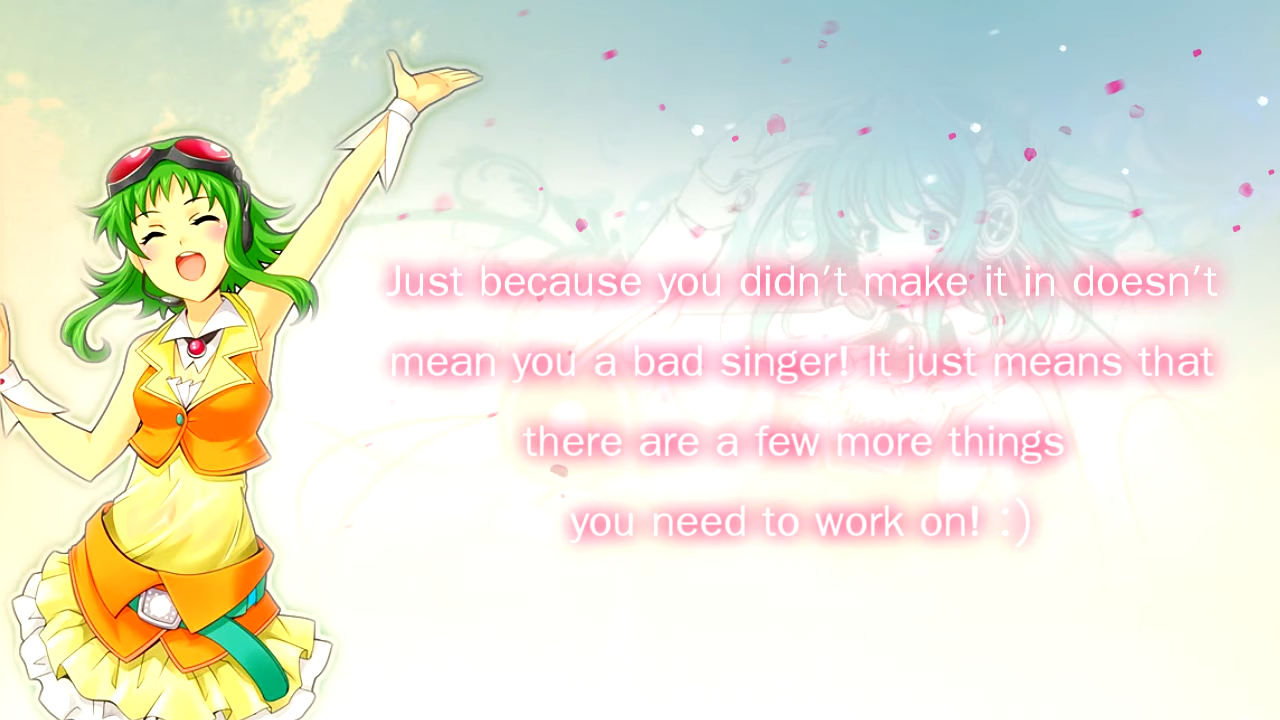 Just because you didn't make it in doesn't
mean you a bad singer! It just means that
there are a few more things
you need to work on! :)